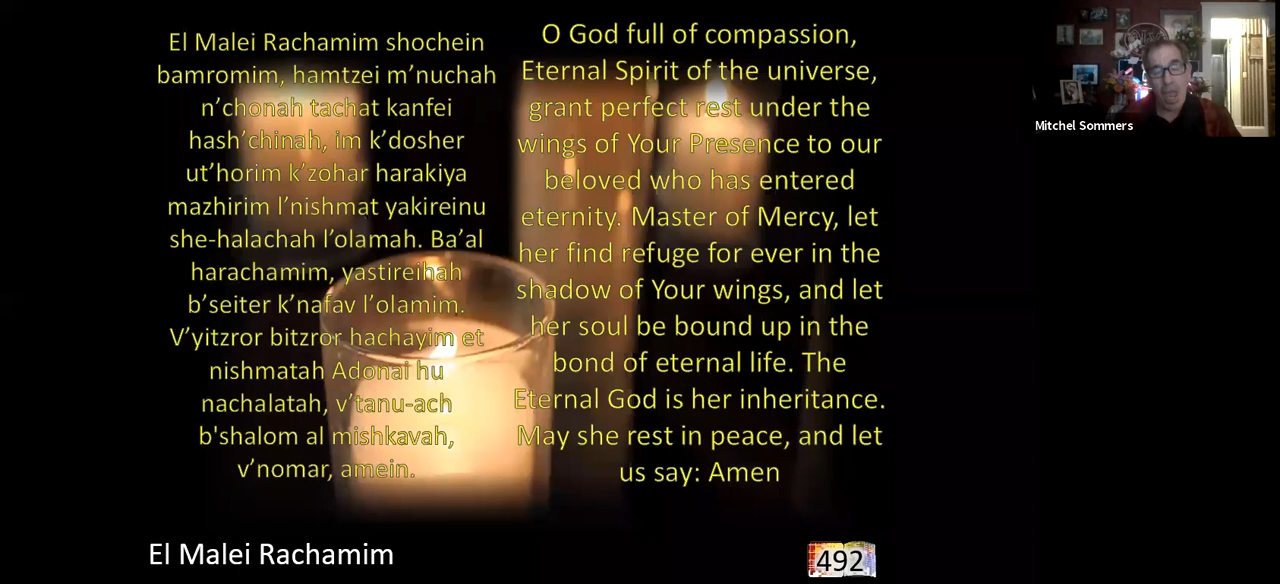 El Malei Rachamim shochein
bamromim, hamtzei m’nuchah
n’chonah tachat kanfei
hash’chinah, im k’dosher
ut’horim k’zohar harakiya
mazhirim l’nishmat yakireinu
she-halachah l’olamah. Ba’al
harachamim, yastireihah
b’seiter k’nafav l’olamim.
V’yitzror bitzror hachayim et
nishmatah Adonai hu
nachalatah, v’tanu-ach
b'shalom al mishkavah,
v’nomar, amein.
O God full of compassion,
Eternal Spirit of the universe,
grant perfect rest under the
wings of Your Presence to our
beloved who has entered
eternity. Master of Mercy, let
her find refuge for ever in the
shadow of Your wings, and let
her soul be bound up in the
bond of eternal life. The
Eternal God is her inheritance.
May she rest in peace, and let
us say: Amen
El Malei Rachamim
492
Mitchel Sommers